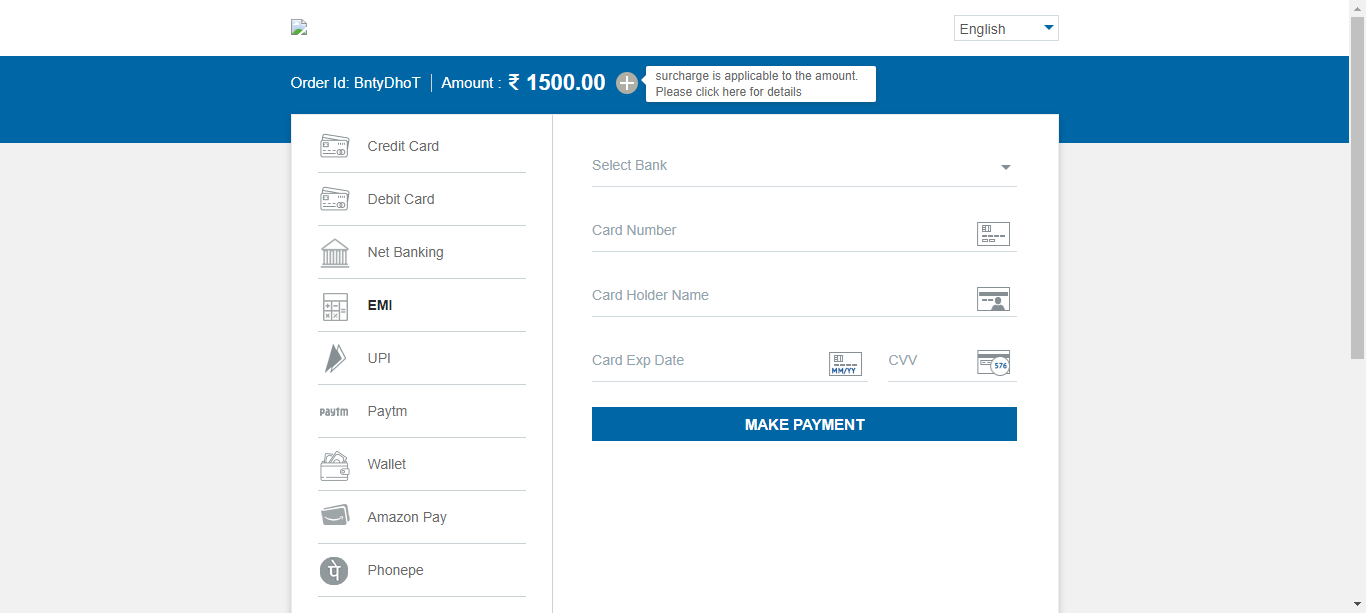 English
Order Id: BntyDhoT
Amount : ₹ 1500.00
surcharge is applicable to the amount.
Please click here for details
Credit Card
Debit Card
Net Banking
EMI
UPI
paytm Paytm
Wallet
Amazon Pay
पे Phonepe
Select Bank
Card Number
Card Holder Name
Card Exp Date
MM/YY
CVV
576
MAKE PAYMENT